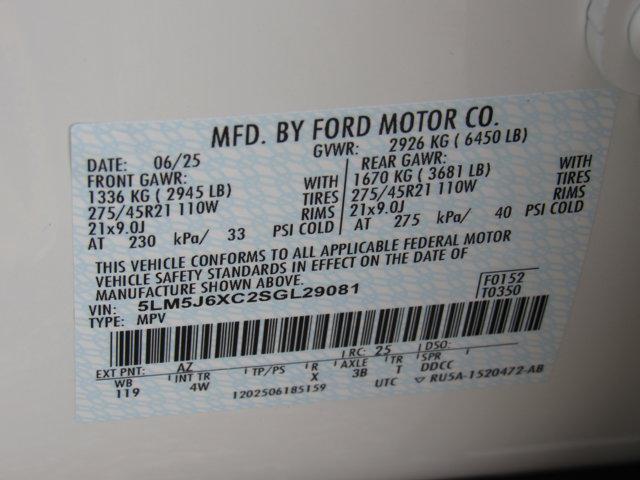 MFD. BY FORD MOTOR CO.
DATE: 06/25 GVWR: 2926 KG ( 6450 LB)
FRONT GAWR: REAR GAWR:
1336 KG ( 2945 LB) WITH 1670 KG ( 3681 LB) WITH
275/45R21 110W TIRES 275/45R21 110W TIRES
21x9.0J RIMS 21x9.0J RIMS
AT 230 kPa/ 33 PSI COLD AT 275 kPa/ 40 PSI COLD
THIS VEHICLE CONFORMS TO ALL APPLICABLE FEDERAL MOTOR
VEHICLE SAFETY STANDARDS IN EFFECT ON THE DATE OF
MANUFACTURE SHOWN ABOVE.
VIN: 5LM5J6XC2SGL29081 F0152
TYPE: MPV T0350
EXT PNT: AZ RC: 25 DSO:
WB INT TR TP/PS R AXLE TR SPR
119 4W X 3B T DDCC
1202506185159 UTC ▽ RU5A-1520472-AB